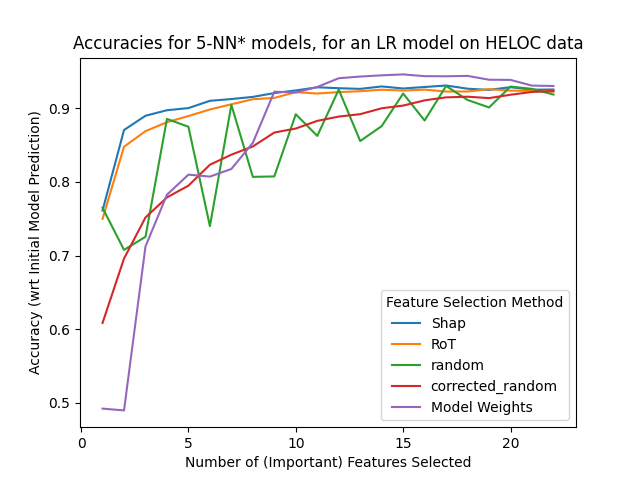 Accuracies for 5-NN* models, for an LR model on HELOC data
Accuracy (wrt Initial Model Prediction)
0.9
0.8
0.7
0.6
0.5
Feature Selection Method
Shap
RoT
random
corrected_random
Model Weights
0
5
10
15
20
Number of (Important) Features Selected